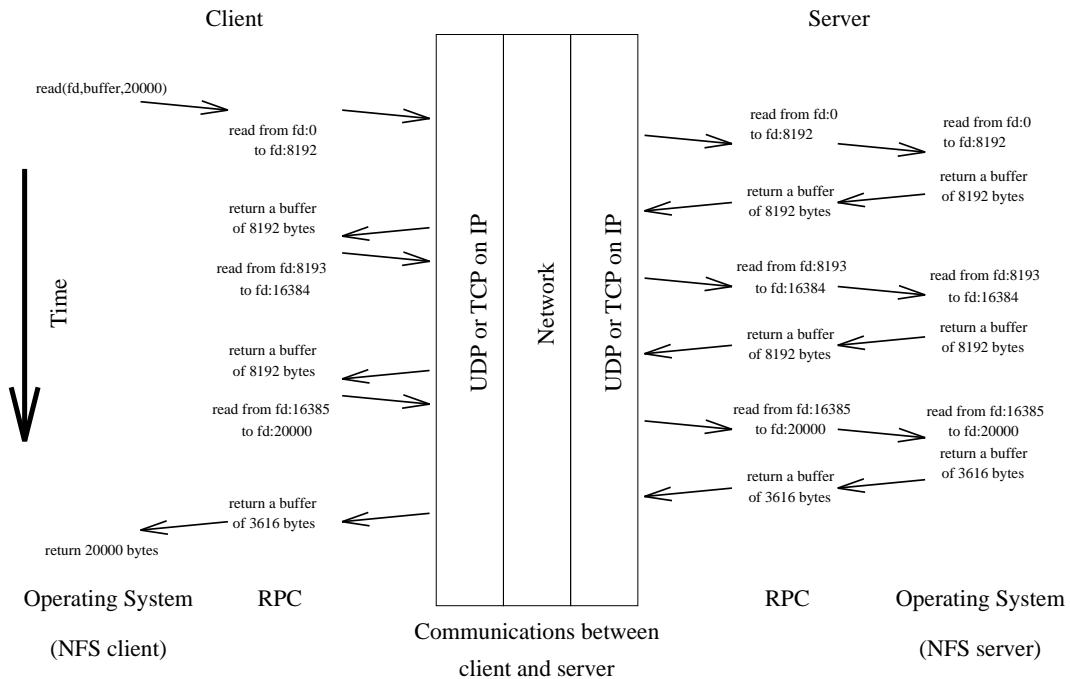 Client
Server
read(fd,buffer,20000)
read from fd:0
to fd:8192
read from fd:0
to fd:8192
read from fd:0
to fd:8192
return a buffer
of 8192 bytes
return a buffer
of 8192 bytes
return a buffer
of 8192 bytes
read from fd:8193
to fd:16384
read from fd:8193
to fd:16384
read from fd:8193
to fd:16384
Time
UDP or TCP on IP
Network
UDP or TCP on IP
return a buffer
of 8192 bytes
return a buffer
of 8192 bytes
return a buffer
of 8192 bytes
read from fd:16385
to fd:20000
read from fd:16385
to fd:20000
read from fd:16385
to fd:20000
return a buffer
of 3616 bytes
return a buffer
of 3616 bytes
return a buffer
of 3616 bytes
return 20000 bytes
Operating System
(NFS client)
RPC
Communications between
client and server
RPC
Operating System
(NFS server)